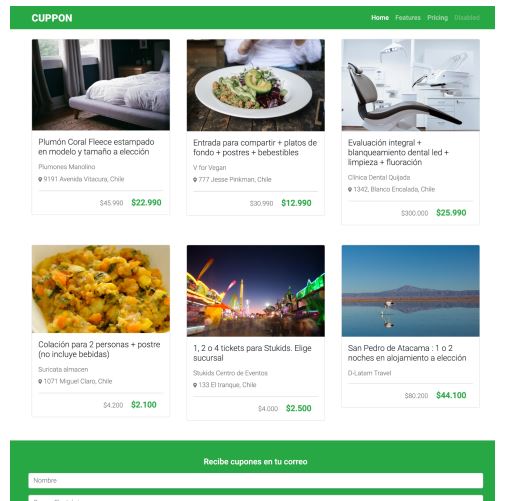 CUPPON
Home Features Pricing Disabled
Plumón Coral Fleece estampado
en modelo y tamaño a elección
Plumones Manolino
9191 Avenida Vitacura, Chile
$45.990 $22.990
Entrada para compartir + platos de
fondo + postres + bebestibles
V for Vegan
777 Jesse Pinkman, Chile
$30.990 $12.990
Evaluación integral +
blanqueamiento dental led +
limpieza + fluoración
Clínica Dental Quijada
1342, Blanco Encalada, Chile
$300.000 $25.990
Colación para 2 personas + postre
(no incluye bebidas)
Suricata almacen
1071 Miguel Claro, Chile
$4.200 $2.100
1, 2 o 4 tickets para Stukids. Elige
sucursal
Stukids Centro de Eventos
133 El tranque, Chile
$4.000 $2.500
San Pedro de Atacama : 1 o 2
noches en alojamiento a elección
D-Latam Travel
$80.200 $44.100
Recibe cupones en tu correo
Nombre